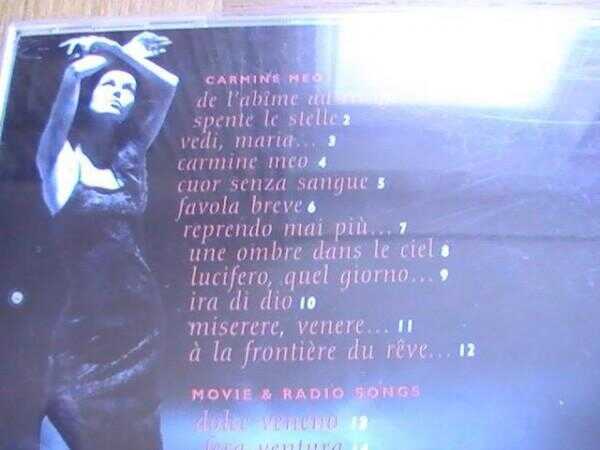 CARMINE MEO
de l'abîme
spente le stelle 2
vedi, maria... 3
carmine meo 4
cuor senza sangue 5
favola breve 6
reprendo mai più... 7
une ombre dans le ciel 8
lucifero, quel giorno... 9
ira di dio 10
miserere, venere... 11
à la frontière du rêve... 12
MOVIE & RADIO SONGS
dolce veneno 13
fera ventura